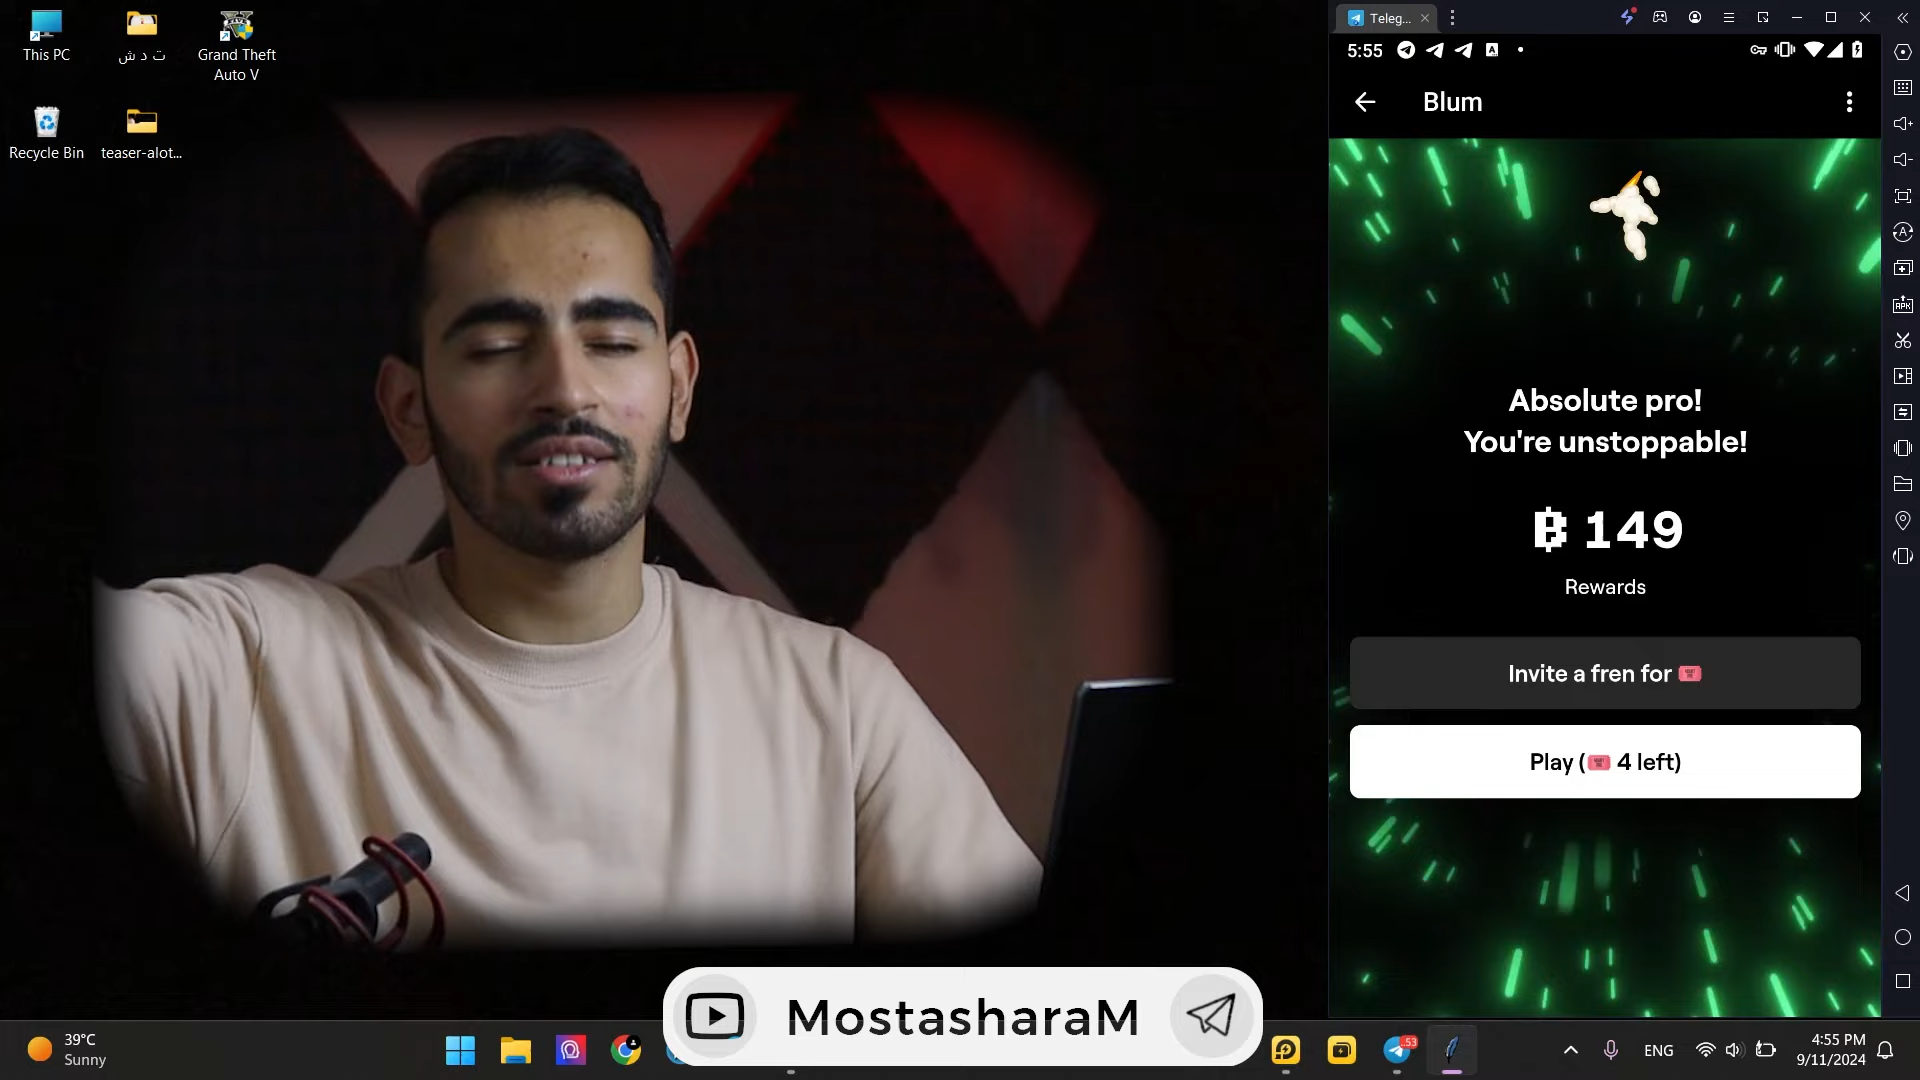 This PC
ت د ش
Grand Theft
Auto V
Recycle Bin
teaser-alot...
Teleg...
5:55
Blum
Absolute pro!
You're unstoppable!
149
Rewards
Invite a fren for
Play ( 4 left)
MostasharaM
39°C
Sunny
53
ENG
4:55 PM
9/11/2024